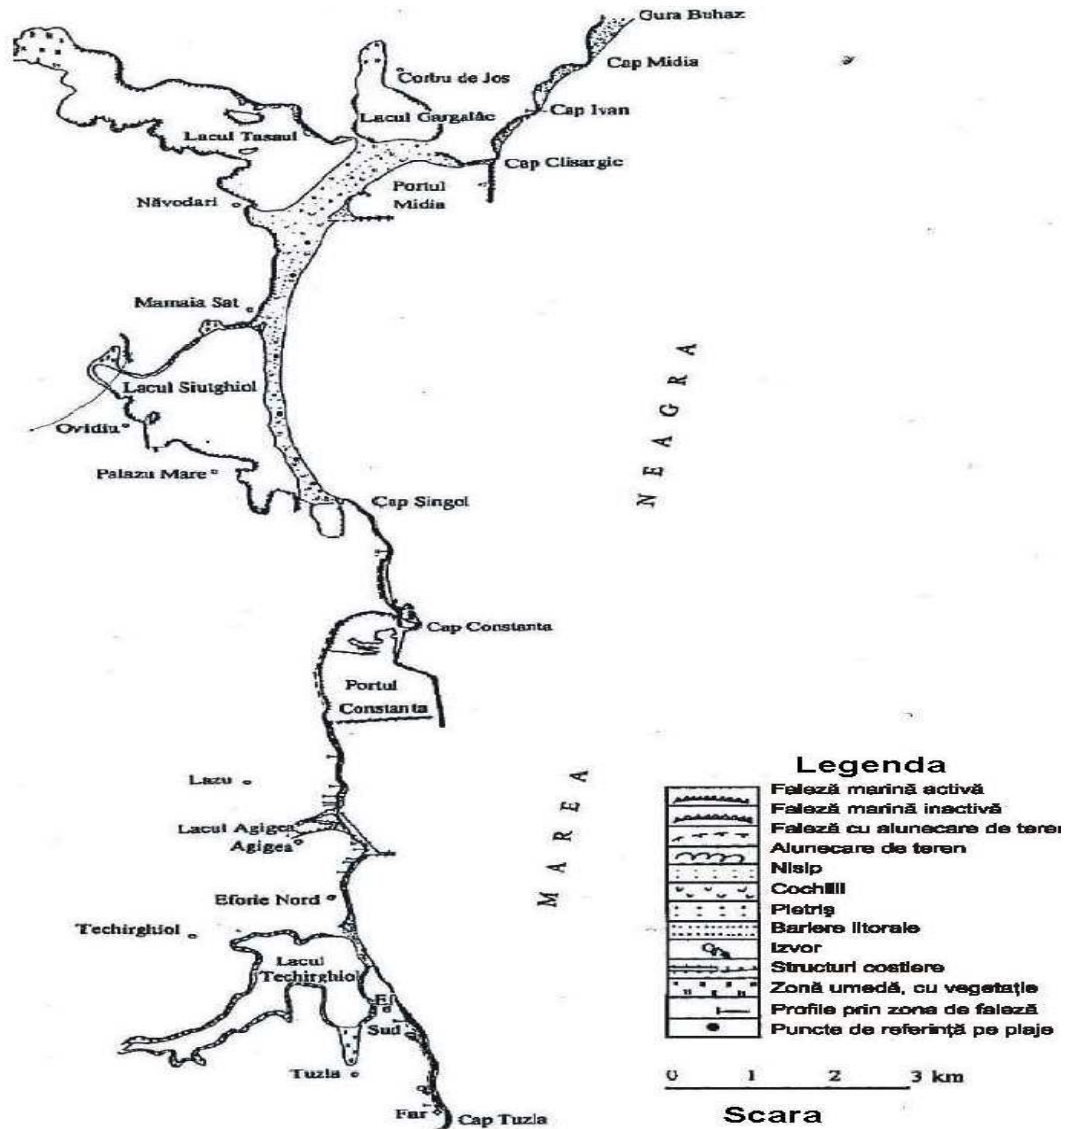 Gura Buhaz
Cap Midia
Corbu de Jos
Cap Ivan
Lacul Gargalâc
Lacul Tasaul
Cap Clisargic
Portul
Midia
Năvodari
Mamaia Sat
Lacul Siutghiol
Ovidiu
Palazu Mare
Cap Singol
NEAGRA
Cap Constanta
Portul
Constanta
Lazu
Lacul Agigea
Agigea
MAREA
Eforie Nord
Techirghiol
Lacul
Techirghiol
Ef
Sud
Tuzla
Far
Cap Tuzla
Legenda
Faleză marină activă
Faleză marină inactivă
Faleză cu alunecare de teren
Alunecare de teren
Nisip
Cochilii
Pietriş
Bariere litorale
Izvor
Structuri costiere
Zonă umedă, cu vegetaţie
Profile prin zona de faleză
Puncte de referinţă pe plaje
0 1 2 3 km
Scara